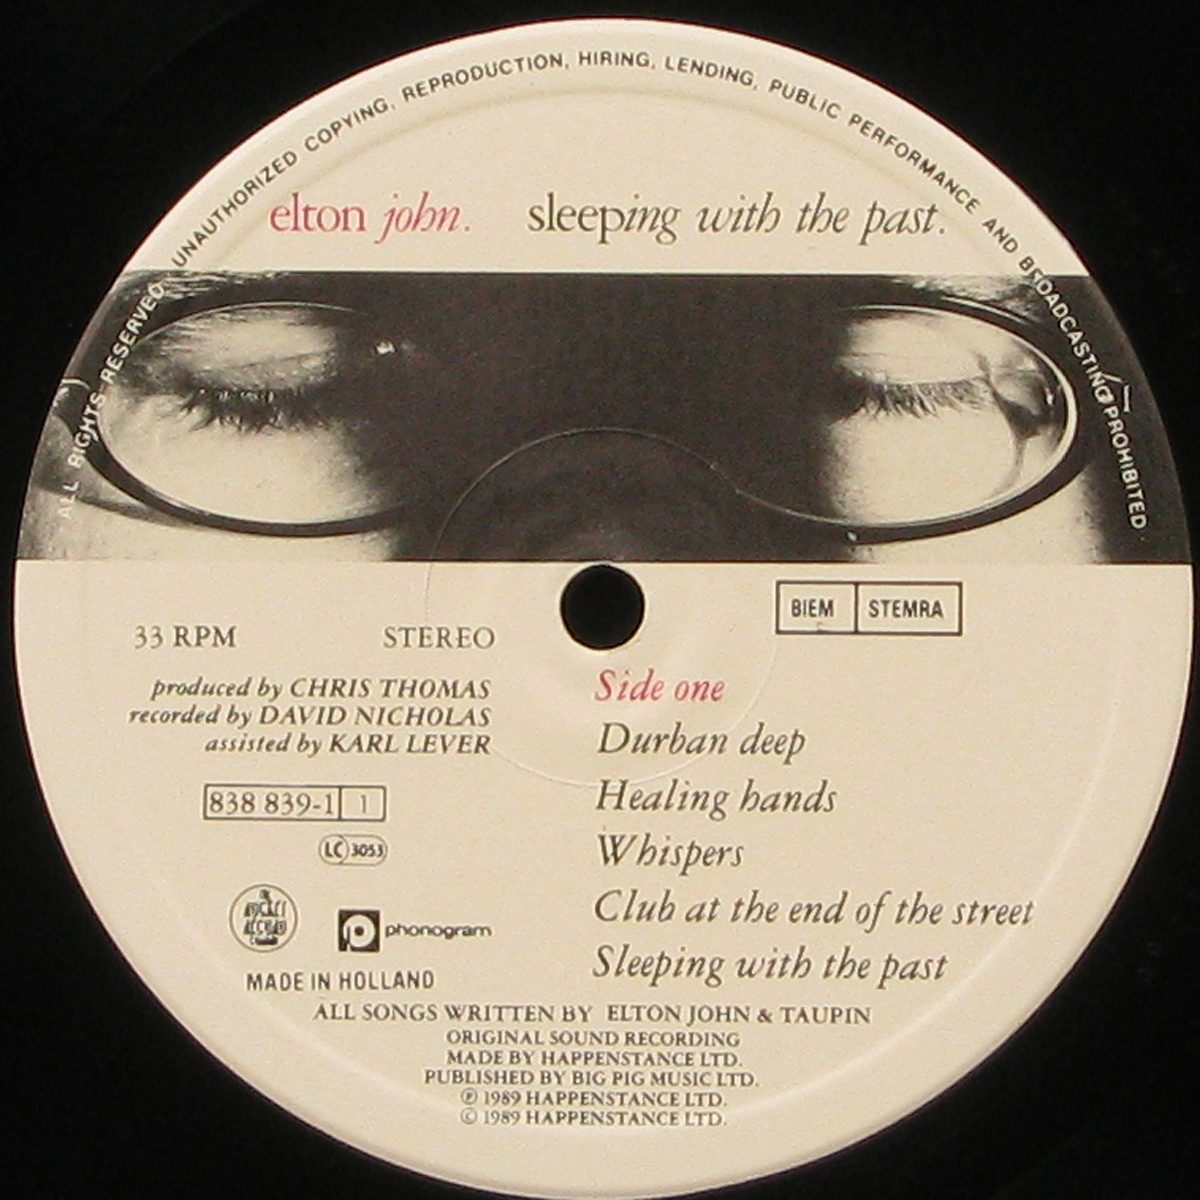 ALL RIGHTS RESERVED. UNAUTHORIZED COPYING, REPRODUCTION, HIRING, LENDING, PUBLIC PERFORMANCE AND BROADCASTING PROHIBITED
elton john. sleeping with the past.
BIEM STEMRA
33 RPM STEREO
produced by CHRIS THOMAS
recorded by DAVID NICHOLAS
assisted by KARL LEVER
838 839-1 1
LC 3053
phonogram
MADE IN HOLLAND
Side one
Durban deep
Healing hands
Whispers
Club at the end of the street
Sleeping with the past
ALL SONGS WRITTEN BY ELTON JOHN & TAUPIN
ORIGINAL SOUND RECORDING
MADE BY HAPPENSTANCE LTD.
PUBLISHED BY BIG PIG MUSIC LTD.
℗ 1989 HAPPENSTANCE LTD.
© 1989 HAPPENSTANCE LTD.